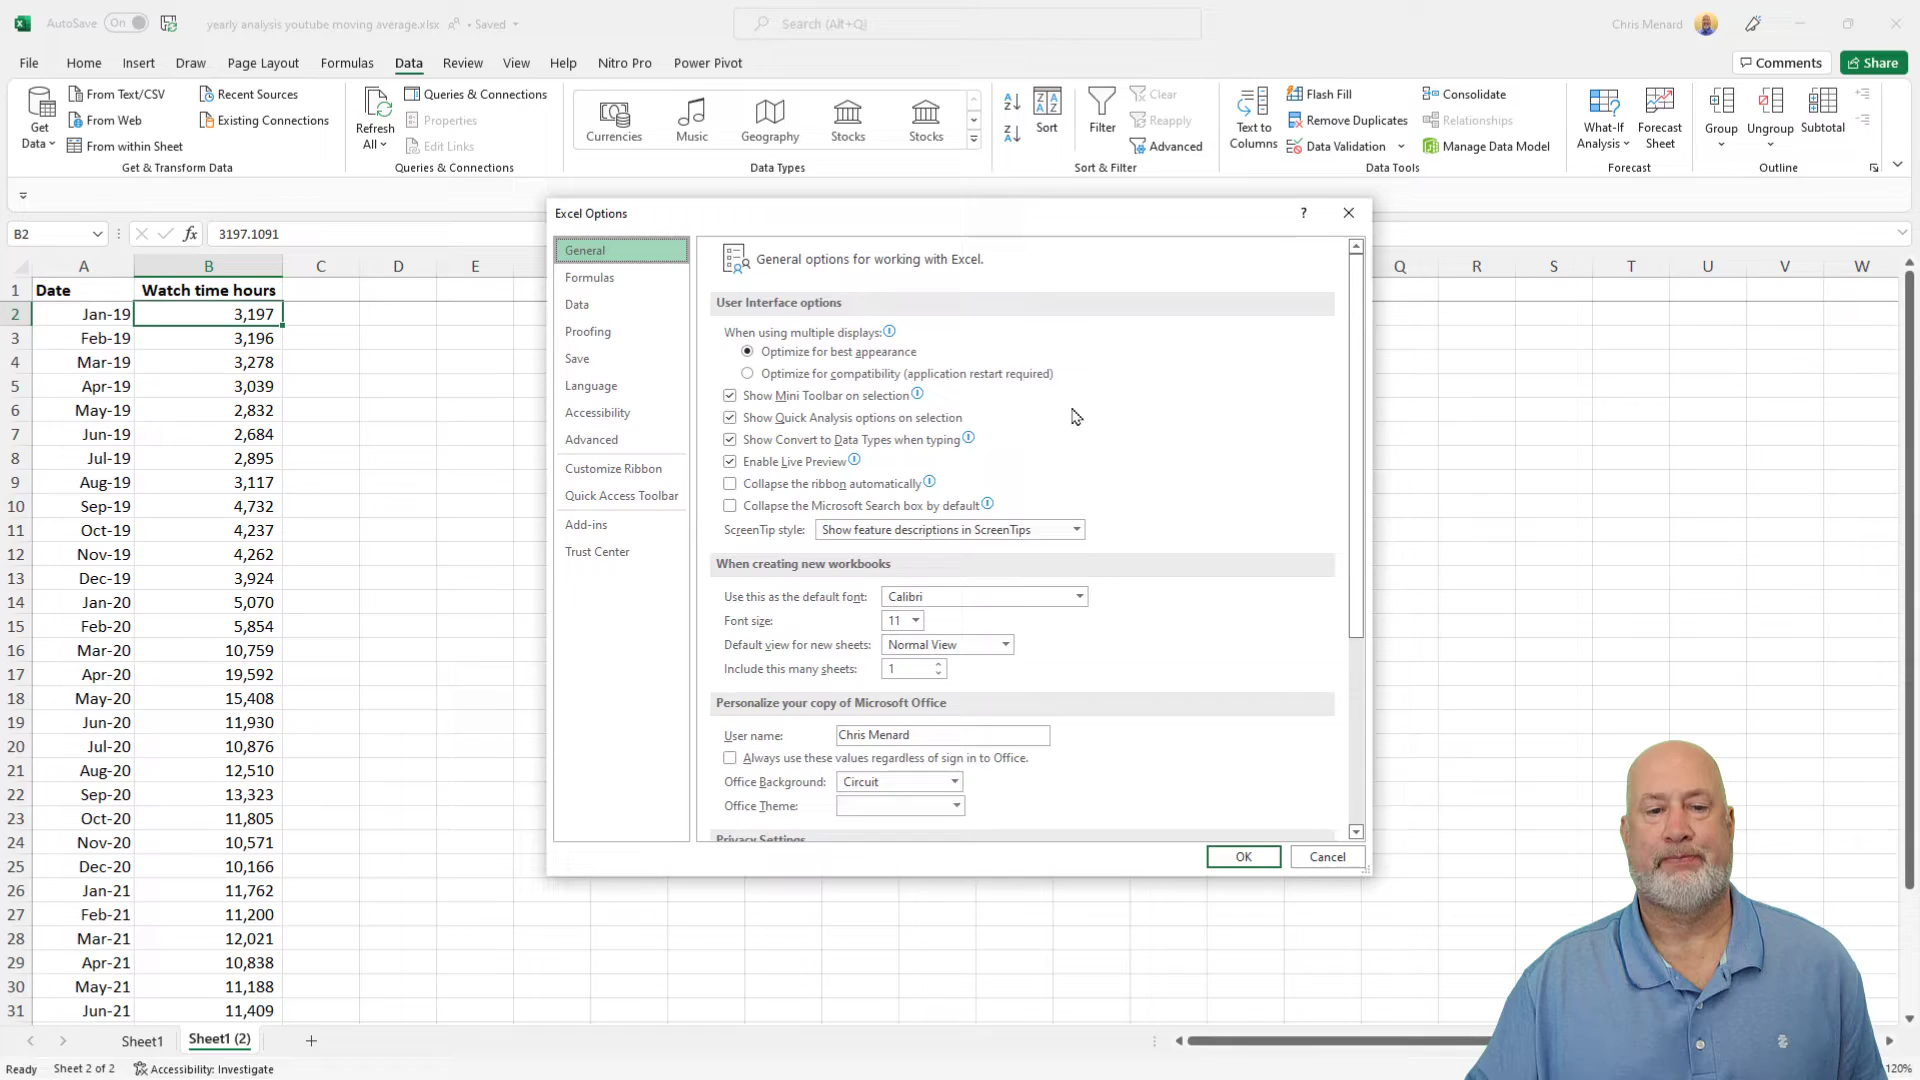 AutoSave On yearly analysis youtube moving average.xlsx • Saved Search (Alt+Q) Chris Menard
File Home Insert Draw Page Layout Formulas Data Review View Help Nitro Pro Power Pivot Comments Share
Get Data From Text/CSV From Web From within Sheet Recent Sources Existing Connections
Get & Transform Data
Refresh All Queries & Connections Properties Edit Links
Queries & Connections
Currencies Music Geography Stocks Stocks
Data Types
Sort Filter Clear Reapply Advanced
Sort & Filter
Text to Columns Flash Fill Remove Duplicates Data Validation Consolidate Relationships Manage Data Model
Data Tools
What-If Analysis Forecast Sheet
Forecast
Group Ungroup Subtotal
Outline
B2 fx 3197.1091
A B C D E Q R S T U V W
1 Date Watch time hours
2 Jan-19 3,197
3 Feb-19 3,196
4 Mar-19 3,278
5 Apr-19 3,039
6 May-19 2,832
7 Jun-19 2,684
8 Jul-19 2,895
9 Aug-19 3,117
10 Sep-19 4,732
11 Oct-19 4,237
12 Nov-19 4,262
13 Dec-19 3,924
14 Jan-20 5,070
15 Feb-20 5,854
16 Mar-20 10,759
17 Apr-20 19,592
18 May-20 15,408
19 Jun-20 11,930
20 Jul-20 10,876
21 Aug-20 12,510
22 Sep-20 13,323
23 Oct-20 11,805
24 Nov-20 10,571
25 Dec-20 10,166
26 Jan-21 11,762
27 Feb-21 11,200
28 Mar-21 12,021
29 Apr-21 10,838
30 May-21 11,188
31 Jun-21 11,409
Excel Options ?
General
Formulas
Data
Proofing
Save
Language
Accessibility
Advanced
Customize Ribbon
Quick Access Toolbar
Add-ins
Trust Center
General options for working with Excel.
User Interface options
When using multiple displays:
Optimize for best appearance
Optimize for compatibility (application restart required)
Show Mini Toolbar on selection
Show Quick Analysis options on selection
Show Convert to Data Types when typing
Enable Live Preview
Collapse the ribbon automatically
Collapse the Microsoft Search box by default
ScreenTip style: Show feature descriptions in ScreenTips
When creating new workbooks
Use this as the default font: Calibri
Font size: 11
Default view for new sheets: Normal View
Include this many sheets: 1
Personalize your copy of Microsoft Office
User name: Chris Menard
Always use these values regardless of sign in to Office.
Office Background: Circuit
Office Theme:
Privacy Settings
OK Cancel
Sheet1 Sheet1 (2)
Ready Sheet 2 of 2 Accessibility: Investigate 120%